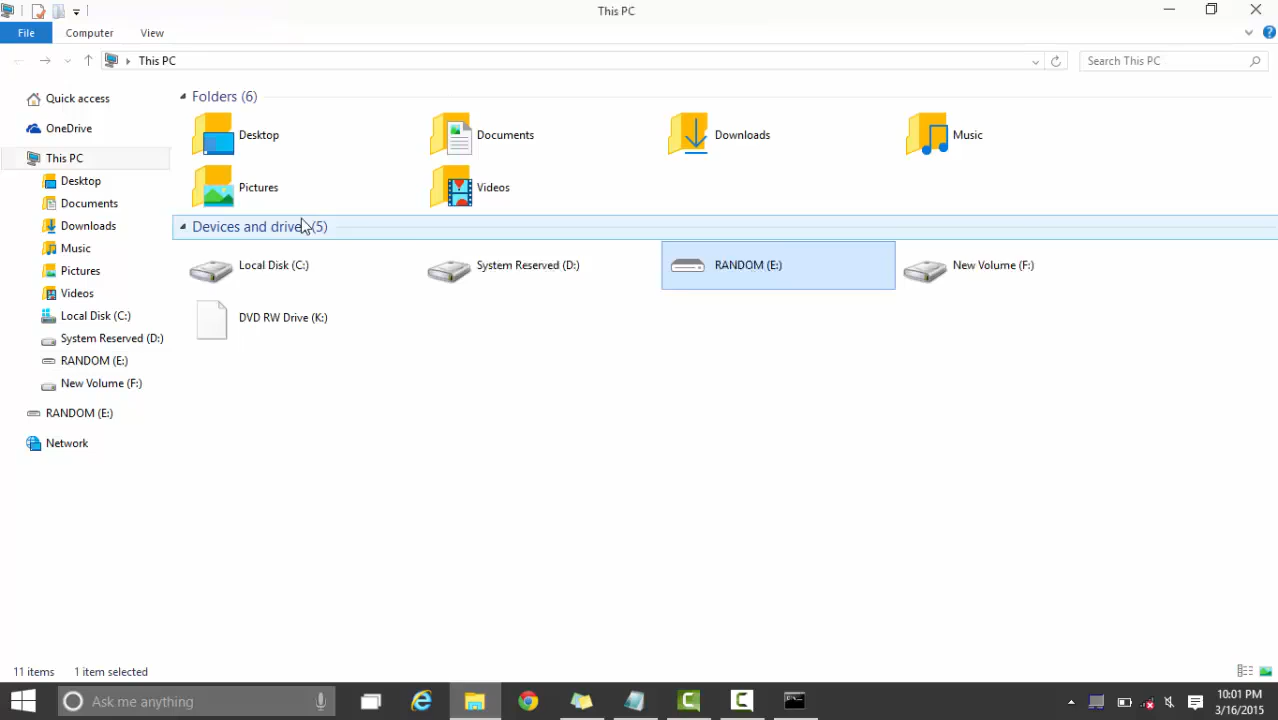 This PC
File
Computer
View
This PC
Search This PC
Quick access
OneDrive
This PC
Desktop
Documents
Downloads
Music
Pictures
Videos
Local Disk (C:)
System Reserved (D:)
RANDOM (E:)
New Volume (F:)
RANDOM (E:)
Network
Folders (6)
Desktop
Documents
Downloads
Music
Pictures
Videos
Devices and drives (5)
Local Disk (C:)
System Reserved (D:)
RANDOM (E:)
New Volume (F:)
DVD RW Drive (K:)
11 items
1 item selected
Ask me anything
10:01 PM
3/16/2015